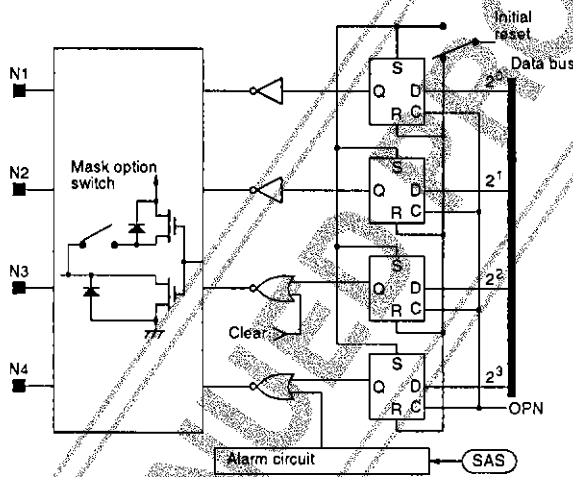 Initial
reset
Data bus
N1
S
Q
D
R
C
2⁰
N2
Mask option
switch
S
Q
D
R
C
2¹
N3
Clear
S
Q
D
R
C
2²
N4
S
Q
D
R
C
2³
OPN
Alarm circuit
SAS